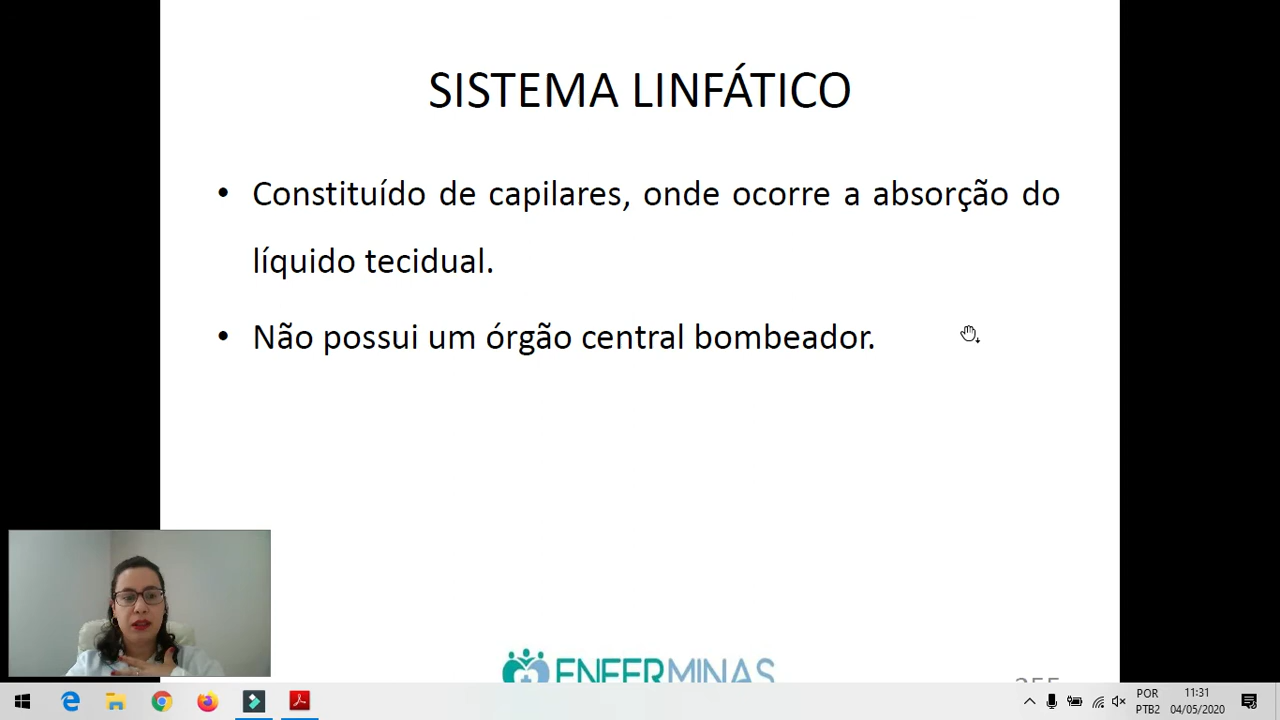 SISTEMA LINFÁTICO
• Constituído de capilares, onde ocorre a absorção do
líquido tecidual.
• Não possui um órgão central bombeador.
ENFERMINAS
POR
PTB2
11:31
04/05/2020